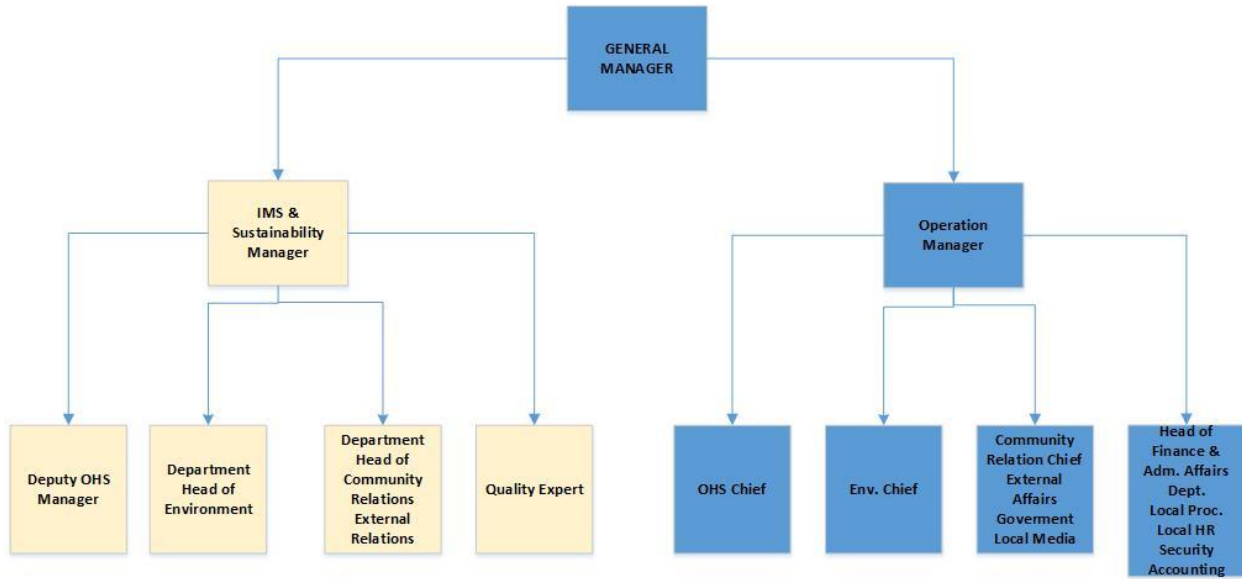 GENERAL
MANAGER
IMS &
Sustainability
Manager
Operation
Manager
Deputy OHS
Manager
Department
Head of
Environment
Department
Head of
Community
Relations
External
Relations
Quality Expert
OHS Chief
Env. Chief
Community
Relation Chief
External
Affairs
Goverment
Local Media
Head of
Finance &
Adm. Affairs
Dept.
Local Proc.
Local HR
Security
Accounting